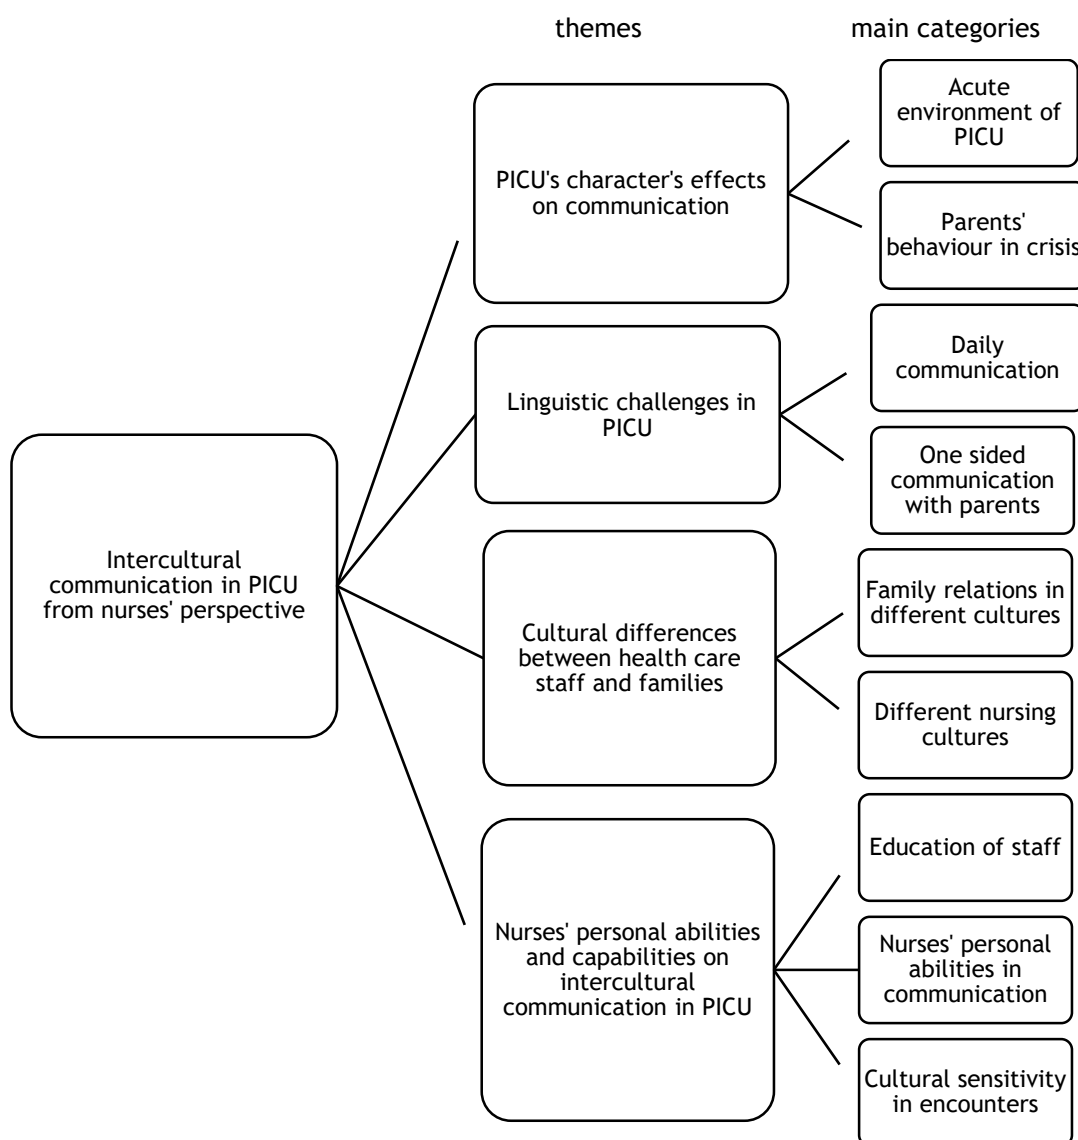 themes
main categories
Acute
environment of
PICU
PICU's character's effects
on communication
Parents'
behaviour in crisis
Daily
communication
Linguistic challenges in
PICU
One sided
communication
with parents
Intercultural
communication in PICU
from nurses' perspective
Family relations in
different cultures
Cultural differences
between health care
staff and families
Different nursing
cultures
Education of staff
Nurses' personal abilities
and capabilities on
intercultural
communication in PICU
Nurses' personal
abilities in
communication
Cultural sensitivity
in encounters